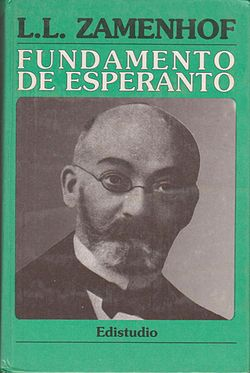 L.L. ZAMENHOF
FUNDAMENTO
DE ESPERANTO
Edistudio